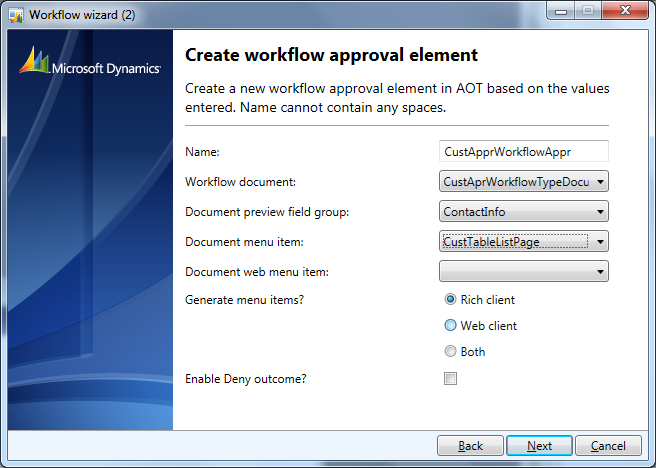 Workflow wizard (2)
Microsoft Dynamics
Create workflow approval element
Create a new workflow approval element in AOT based on the values
entered. Name cannot contain any spaces.
Name:
CustApprWorkflowAppr
Workflow document:
CustAprWorkflowTypeDocu
Document preview field group:
ContactInfo
Document menu item:
CustTableListPage
Document web menu item:
Generate menu items?
Rich client
Web client
Both
Enable Deny outcome?
Back
Next
Cancel